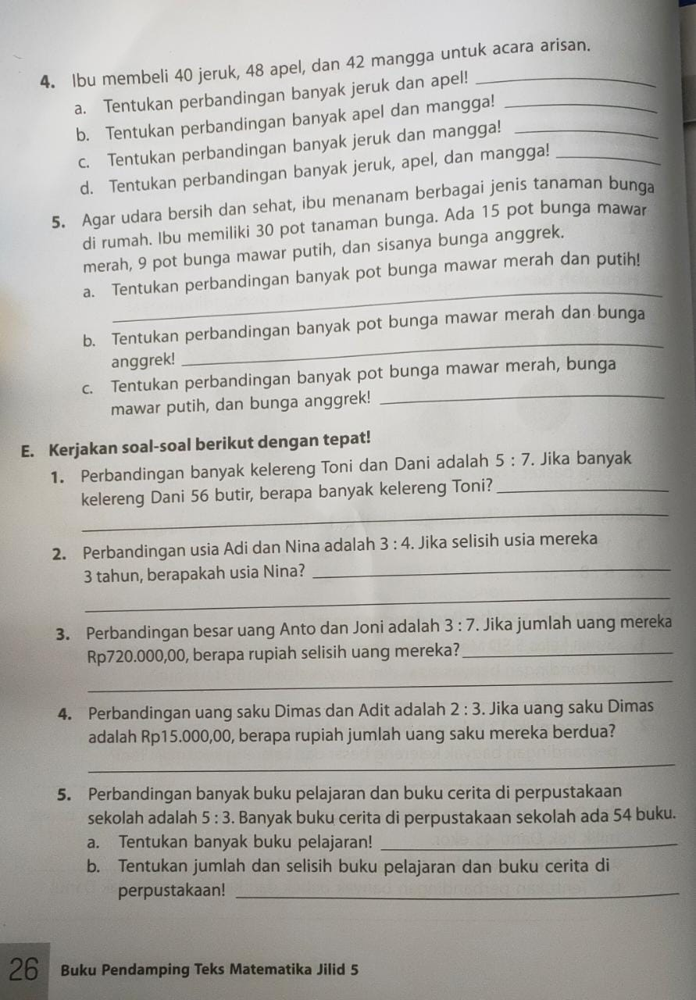 4. Ibu membeli 40 jeruk, 48 apel, dan 42 mangga untuk acara arisan.
a. Tentukan perbandingan banyak jeruk dan apel!
b. Tentukan perbandingan banyak apel dan mangga!
c. Tentukan perbandingan banyak jeruk dan mangga!
d. Tentukan perbandingan banyak jeruk, apel, dan mangga!
5. Agar udara bersih dan sehat, ibu menanam berbagai jenis tanaman bunga
di rumah. Ibu memiliki 30 pot tanaman bunga. Ada 15 pot bunga mawar
merah, 9 pot bunga mawar putih, dan sisanya bunga anggrek.
a. Tentukan perbandingan banyak pot bunga mawar merah dan putih!
b. Tentukan perbandingan banyak pot bunga mawar merah dan bunga
anggrek!
c. Tentukan perbandingan banyak pot bunga mawar merah, bunga
mawar putih, dan bunga anggrek!
E. Kerjakan soal-soal berikut dengan tepat!
1. Perbandingan banyak kelereng Toni dan Dani adalah 5 : 7. Jika banyak
kelereng Dani 56 butir, berapa banyak kelereng Toni?
2. Perbandingan usia Adi dan Nina adalah 3 : 4. Jika selisih usia mereka
3 tahun, berapakah usia Nina?
3. Perbandingan besar uang Anto dan Joni adalah 3 : 7. Jika jumlah uang mereka
Rp720.000,00, berapa rupiah selisih uang mereka?
4. Perbandingan uang saku Dimas dan Adit adalah 2 : 3. Jika uang saku Dimas
adalah Rp15.000,00, berapa rupiah jumlah uang saku mereka berdua?
5. Perbandingan banyak buku pelajaran dan buku cerita di perpustakaan
sekolah adalah 5 : 3. Banyak buku cerita di perpustakaan sekolah ada 54 buku.
a. Tentukan banyak buku pelajaran!
b. Tentukan jumlah dan selisih buku pelajaran dan buku cerita di
perpustakaan!
26 Buku Pendamping Teks Matematika Jilid 5